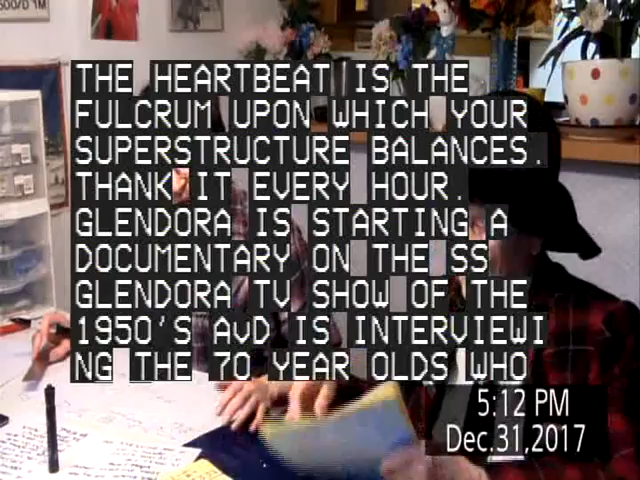 500/D 1M
THE HEARTBEAT IS THE
FULCRUM UPON WHICH YOUR
SUPERSTRUCTURE BALANCES.
THANK IT EVERY HOUR.
GLENDORA IS STARTING A
DOCUMENTARY ON THE SS
GLENDORA TV SHOW OF THE
1950'S AvD IS INTERVIEWI
NG THE 70 YEAR OLDS WHO
5:12 PM
Dec.31,2017